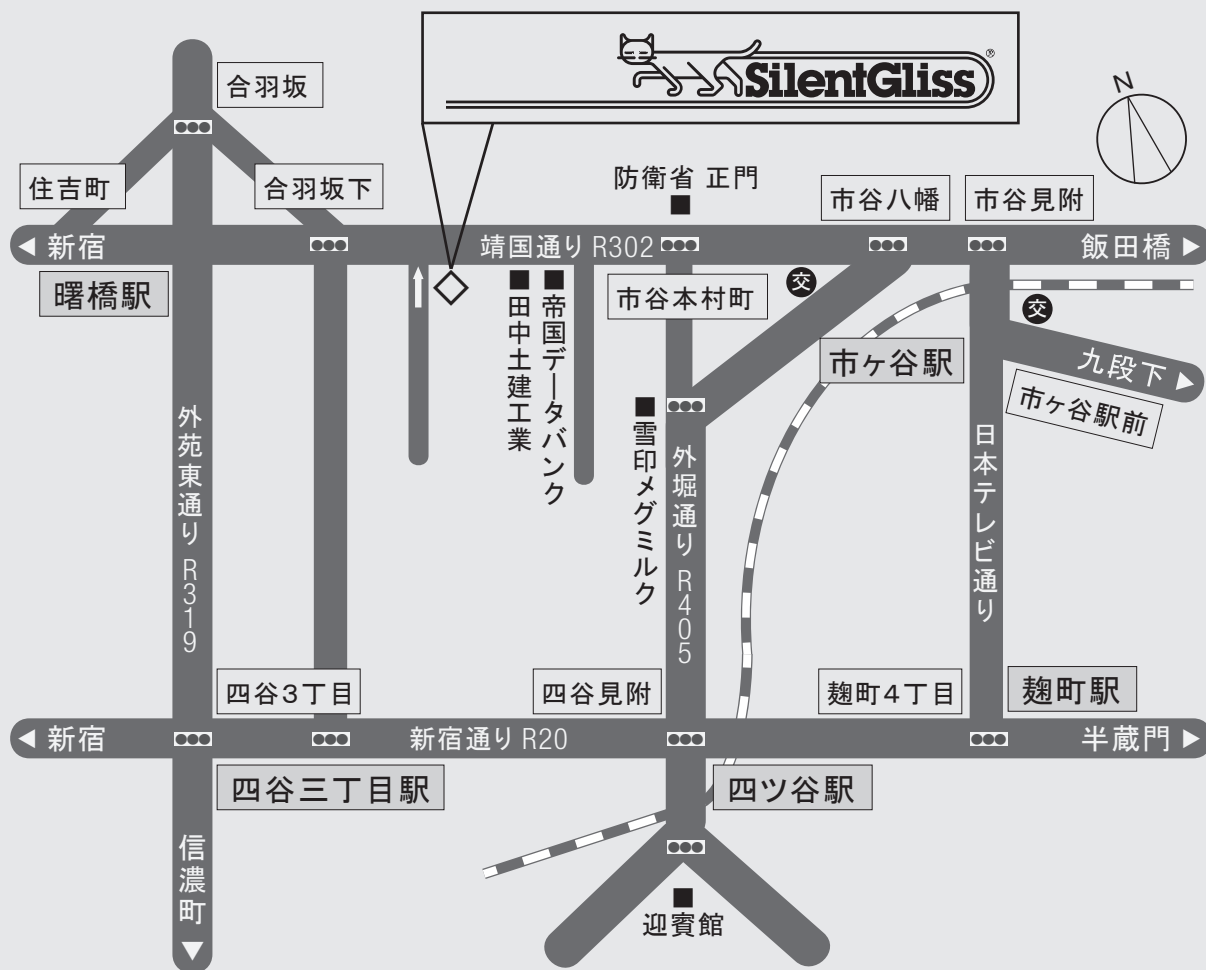 SilentGliss®
N
合羽坂
住吉町
合羽坂下
防衛省 正門
市谷八幡
市谷見附
新宿
靖国通り R302
飯田橋
曙橋駅
市谷本村町
交
交
田中土建工業
帝国データバンク
市ヶ谷駅
九段下
市ヶ谷駅前
雪印メグミルク
外苑東通り R319
外堀通り R405
日本テレビ通り
四谷3丁目
四谷見附
麹町4丁目
麹町駅
新宿
新宿通り R20
半蔵門
四谷三丁目駅
四ツ谷駅
信濃町
迎賓館